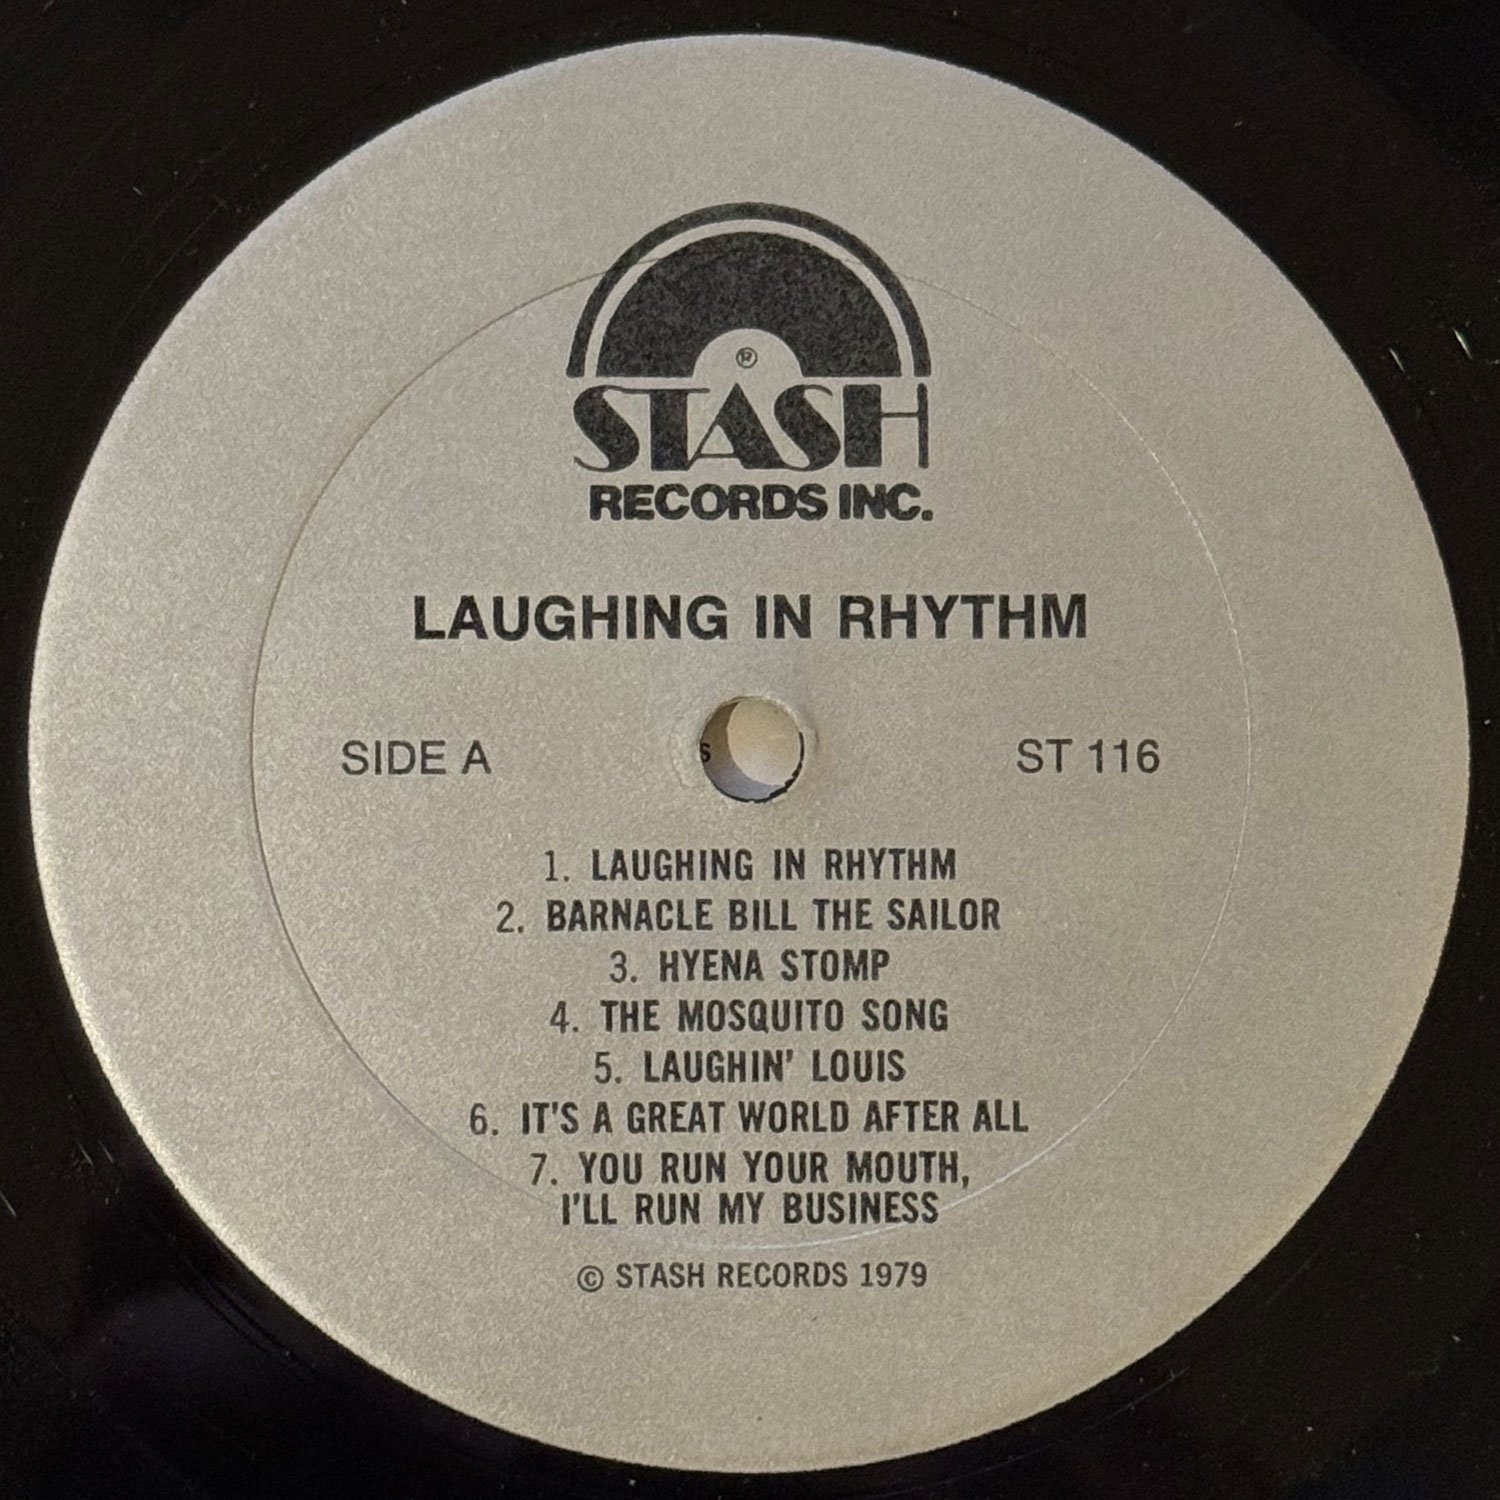 ®
STASH
RECORDS INC.
LAUGHING IN RHYTHM
SIDE A
S
ST 116
1. LAUGHING IN RHYTHM
2. BARNACLE BILL THE SAILOR
3. HYENA STOMP
4. THE MOSQUITO SONG
5. LAUGHIN' LOUIS
6. IT'S A GREAT WORLD AFTER ALL
7. YOU RUN YOUR MOUTH,
I'LL RUN MY BUSINESS
© STASH RECORDS 1979